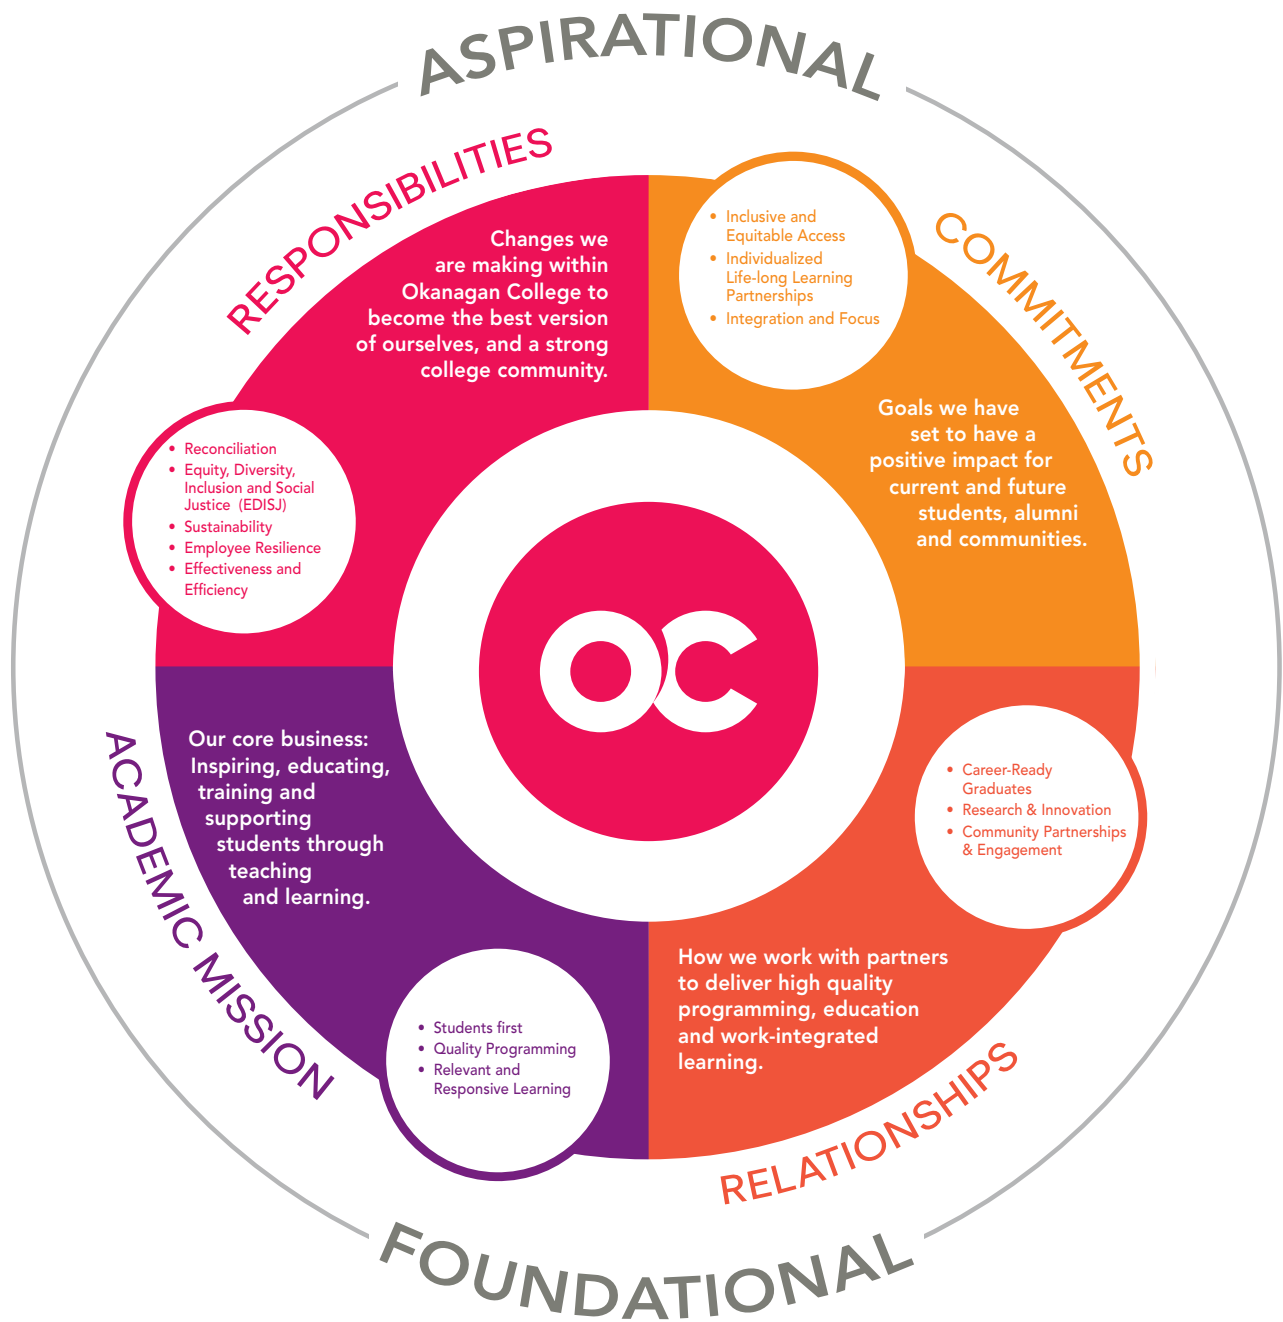 ASPIRATIONAL
RESPONSIBILITIES
Changes we
are making within
Okanagan College to
become the best version
of ourselves, and a strong
college community.
• Reconciliation
• Equity, Diversity,
Inclusion and Social
Justice (EDISJ)
• Sustainability
• Employee Resilience
• Effectiveness and
Efficiency
COMMITMENTS
• Inclusive and
Equitable Access
• Individualized
Life-long Learning
Partnerships
• Integration and Focus
Goals we have
set to have a
positive impact for
current and future
students, alumni
and communities.
OC
ACADEMIC MISSION
Our core business:
Inspiring, educating,
training and
supporting
students through
teaching
and learning.
• Students first
• Quality Programming
• Relevant and
Responsive Learning
• Career-Ready
Graduates
• Research & Innovation
• Community Partnerships
& Engagement
How we work with partners
to deliver high quality
programming, education
and work-integrated
learning.
RELATIONSHIPS
FOUNDATIONAL